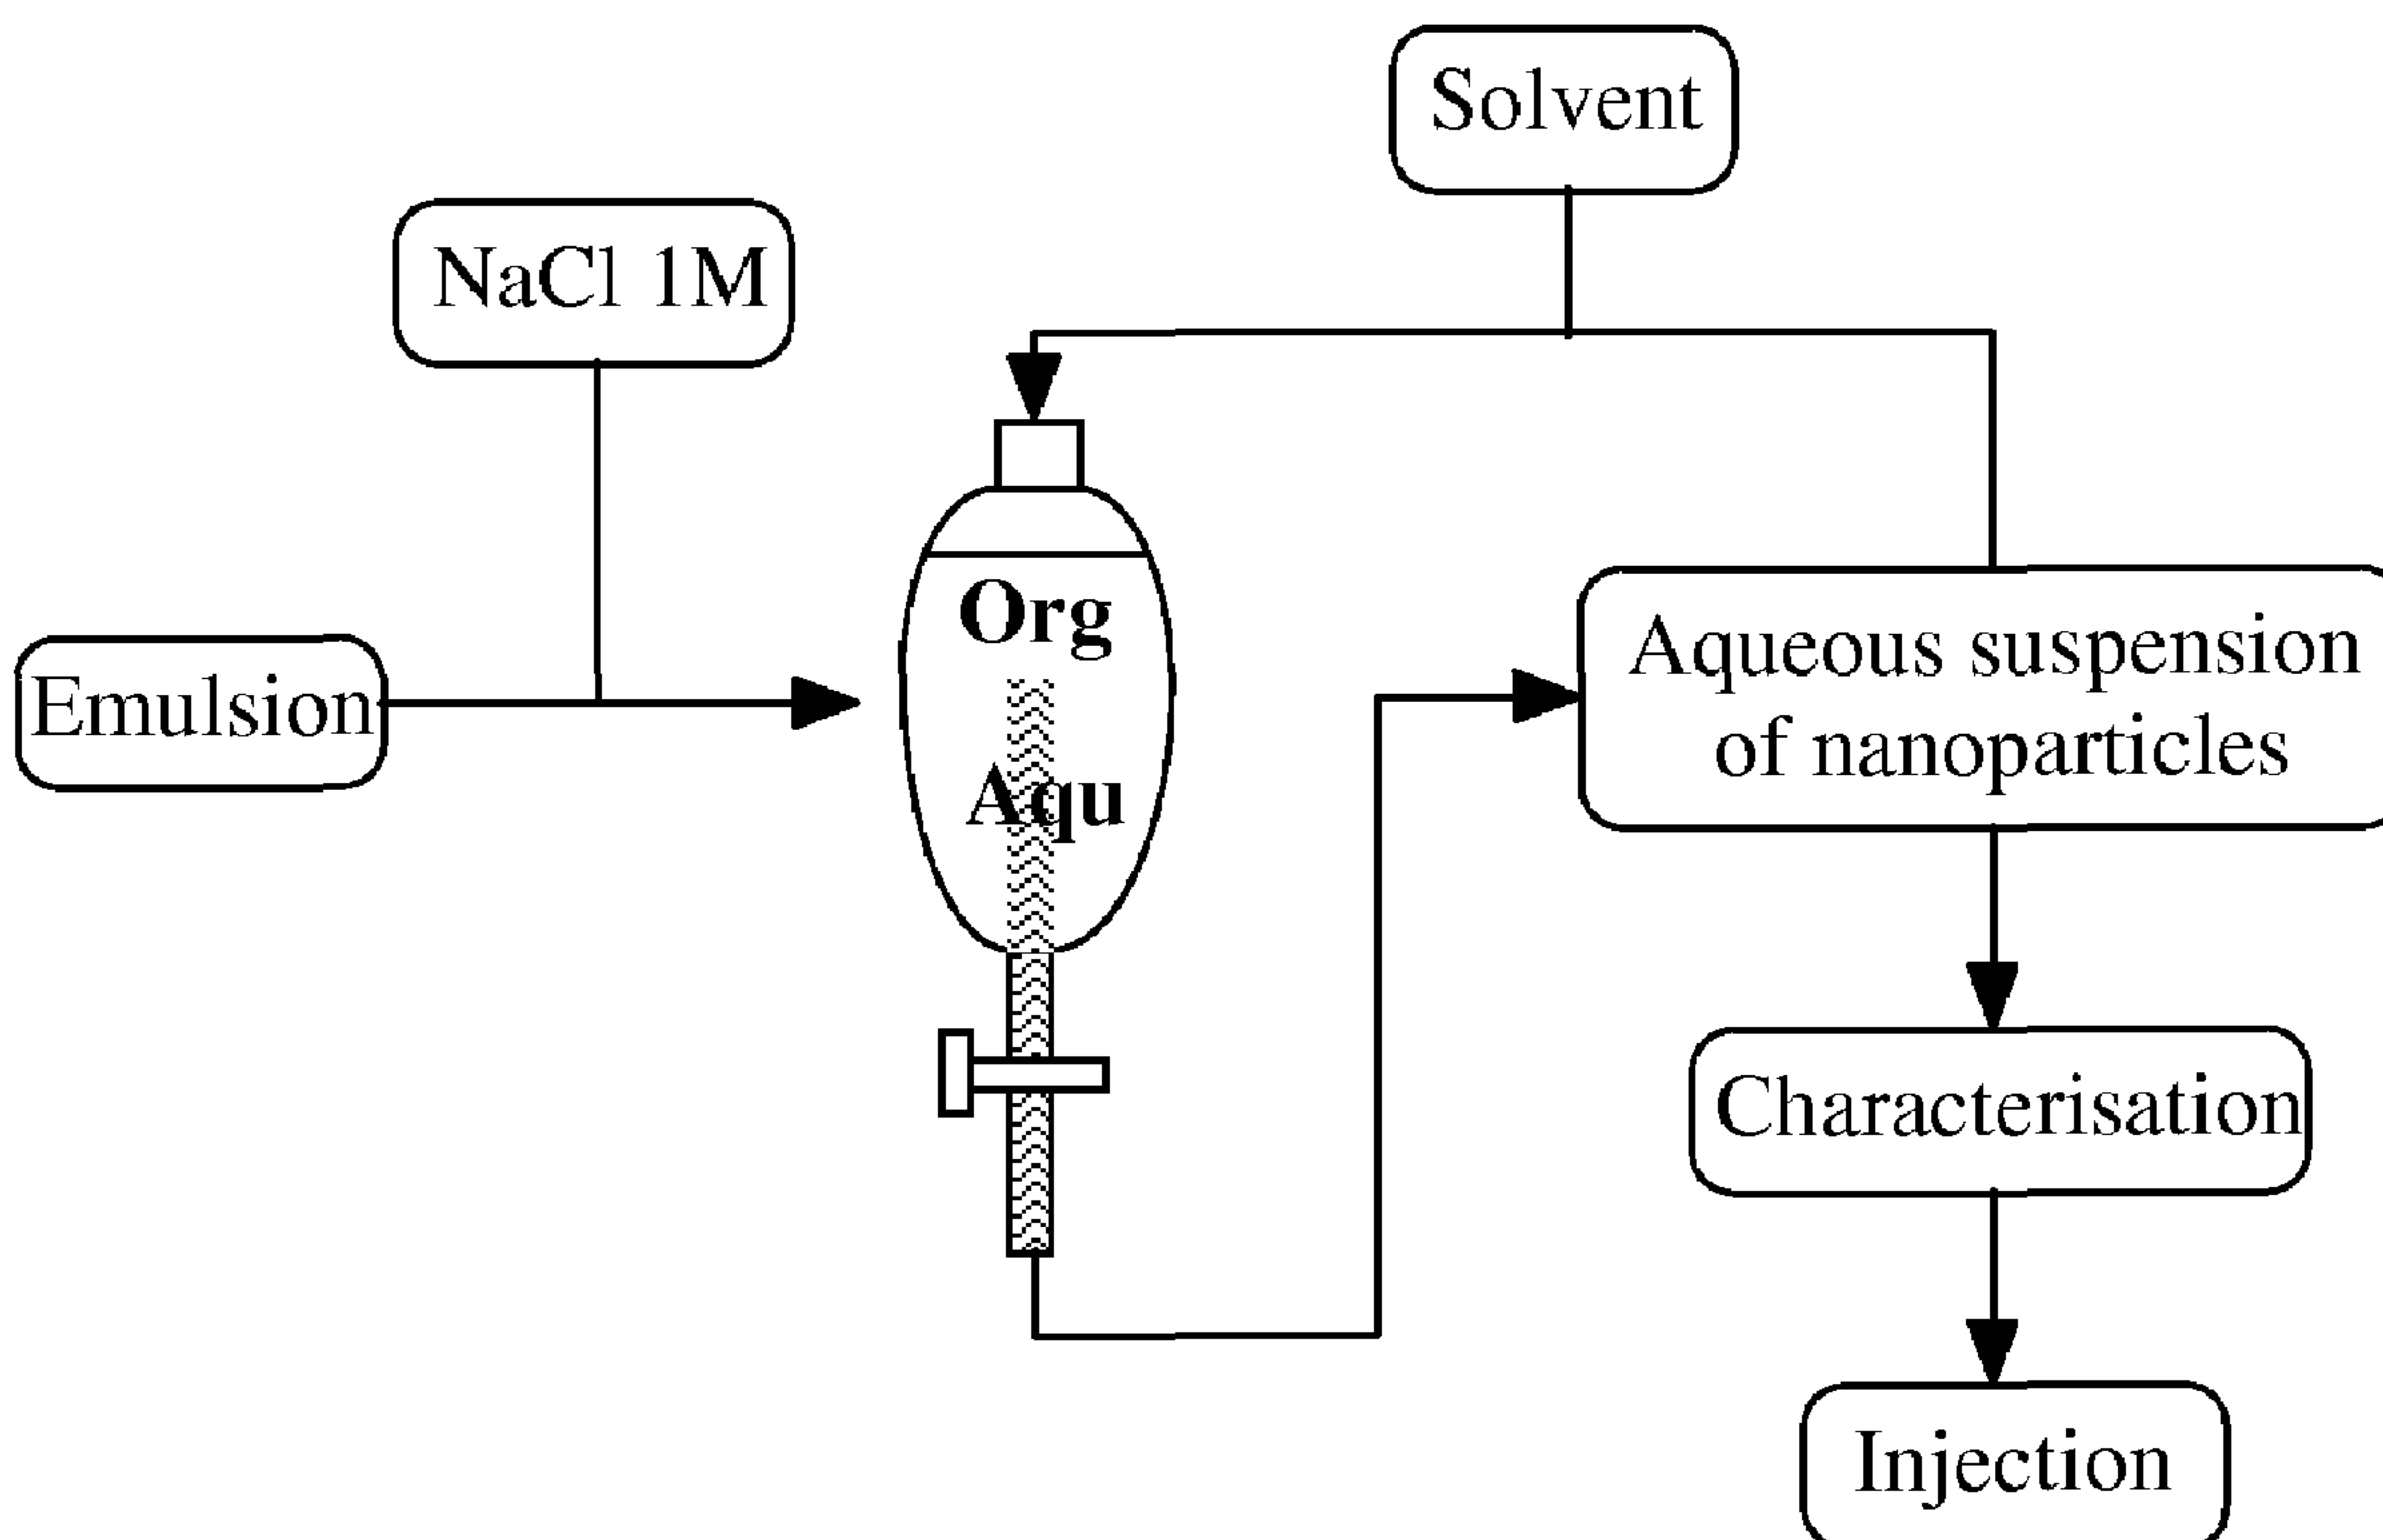 Solvent
NaCl 1M
Org
Emulsion
Aqu
Aqueous suspension
of nanoparticles
Characterisation
Injection